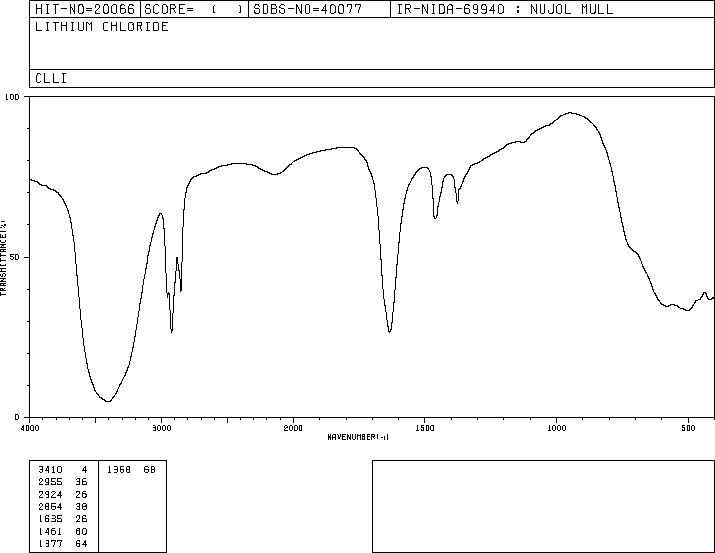 HIT-NO=20066 SCORE= ( ) SDBS-NO=40077 IR-NIDA-69940 : NUJOL MULL
LITHIUM CHLORIDE
CLLI
100
50
0
TRANSMITTANCE(%)
4000 3000 2000 1500 1000 500
WAVENUMBER(-1)
3410 4 1368 68
2955 36
2924 26
2854 38
1635 26
1461 60
1377 64